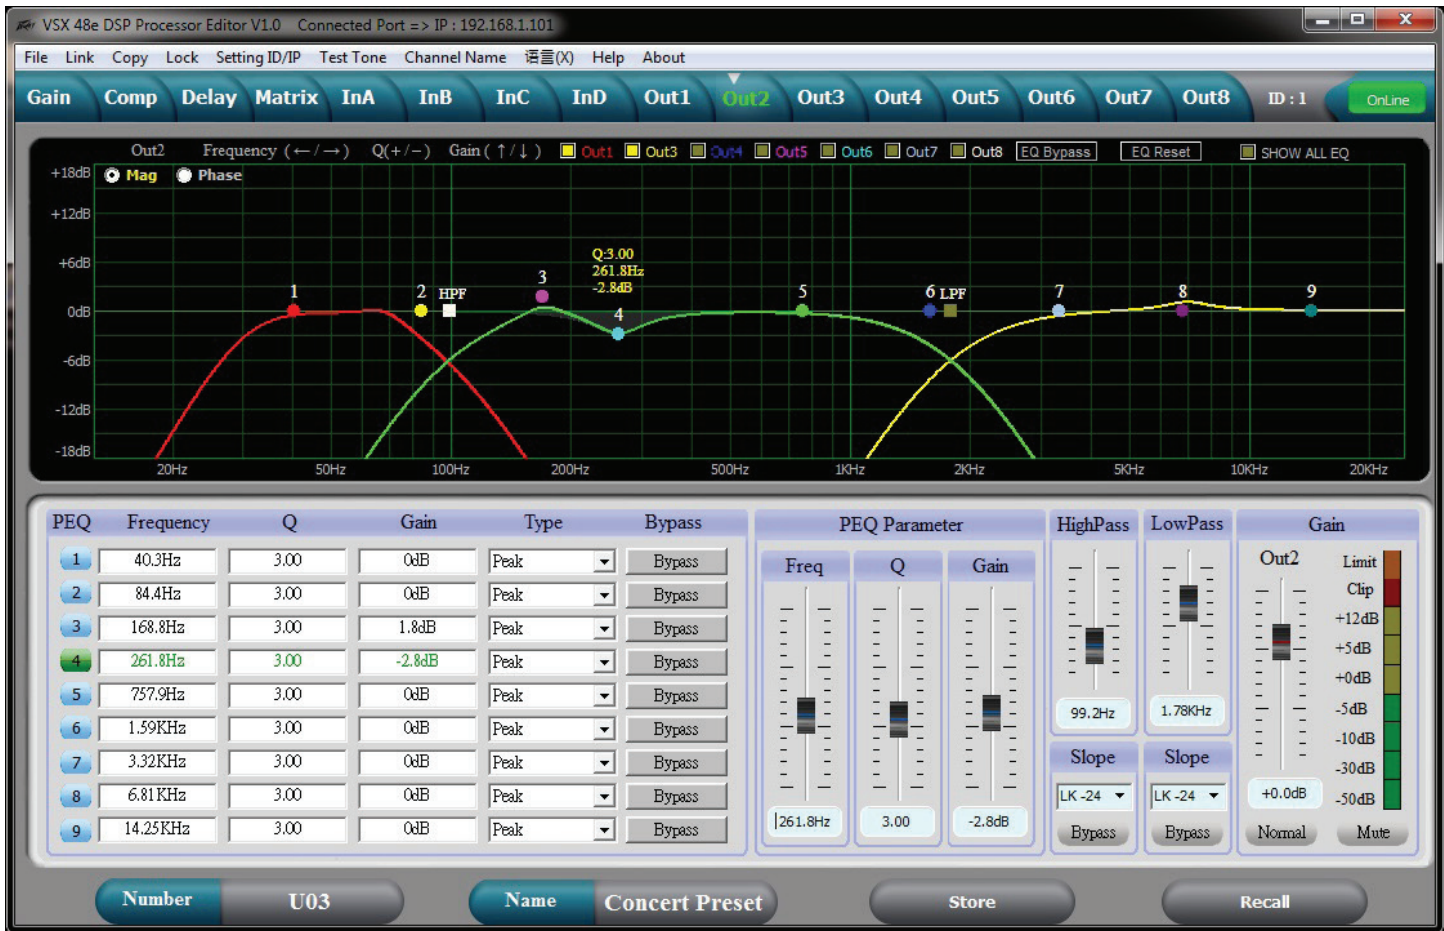 Peavey VSX 48e DSP Processor Editor V1.0 Connected Port => IP : 192.168.1.101
File Link Copy Lock Setting ID/IP Test Tone Channel Name 语言(X) Help About
Gain Comp Delay Matrix InA InB InC InD Out1 Out2 Out3 Out4 Out5 Out6 Out7 Out8 ID : 1 OnLine
Out2 Frequency (←/→) Q(+/−) Gain (↑/↓) Out1 Out3 Out4 Out5 Out6 Out7 Out8 EQ Bypass EQ Reset SHOW ALL EQ
+18dB Mag Phase
+12dB
Q:3.00
+6dB 261.8Hz
-2.8dB
1 2 HPF 3 4 5 6 LPF 7 8 9
0dB
-6dB
-12dB
-18dB
20Hz 50Hz 100Hz 200Hz 500Hz 1KHz 2KHz 5KHz 10KHz 20KHz
PEQ Frequency Q Gain Type Bypass
1 40.3Hz 3.00 0dB Peak Bypass
2 84.4Hz 3.00 0dB Peak Bypass
3 168.8Hz 3.00 1.8dB Peak Bypass
4 261.8Hz 3.00 -2.8dB Peak Bypass
5 757.9Hz 3.00 0dB Peak Bypass
6 1.59KHz 3.00 0dB Peak Bypass
7 3.32KHz 3.00 0dB Peak Bypass
8 6.81KHz 3.00 0dB Peak Bypass
9 14.25KHz 3.00 0dB Peak Bypass
PEQ Parameter
Freq Q Gain
261.8Hz 3.00 -2.8dB
HighPass LowPass
99.2Hz 1.78KHz
Slope Slope
LK -24 LK -24
Bypass Bypass
Gain
Out2
Limit
Clip
+12dB
+5dB
+0dB
-5dB
-10dB
-30dB
-50dB
+0.0dB
Normal Mute
Number U03 Name Concert Preset Store Recall